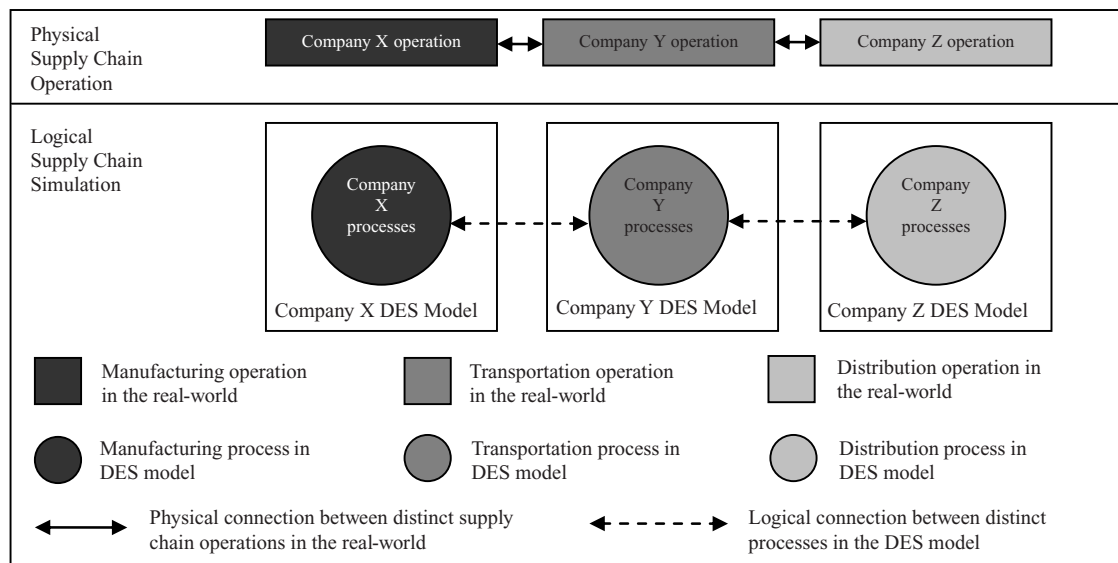 Physical
Supply Chain
Operation
Company X operation
Company Y operation
Company Z operation
Logical
Supply Chain
Simulation
Company
X
processes
Company
Y
processes
Company
Z
processes
Company X DES Model
Company Y DES Model
Company Z DES Model
Manufacturing operation
in the real-world
Transportation operation
in the real-world
Distribution operation in
the real-world
Manufacturing process in
DES model
Transportation process in
DES model
Distribution process in
DES model
Physical connection between distinct supply
chain operations in the real-world
Logical connection between distinct
processes in the DES model